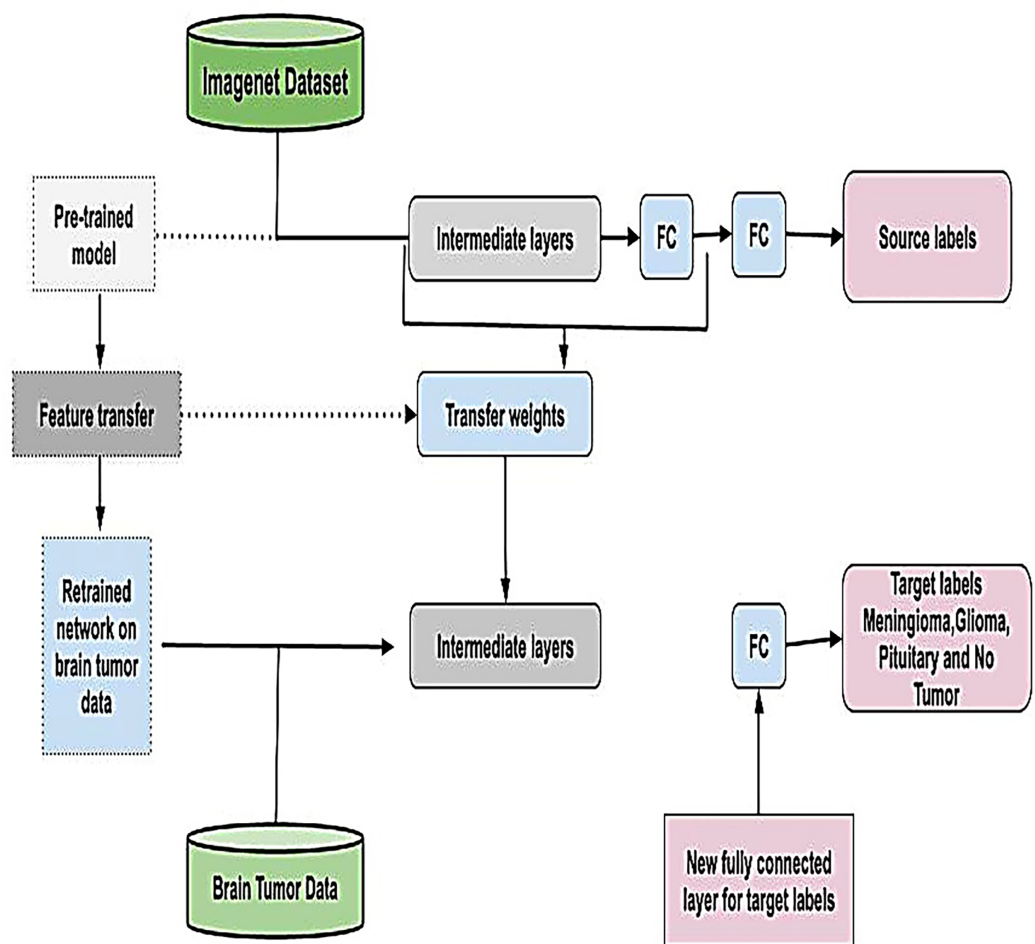 Imagenet Dataset
Pre-trained
model
Intermediate layers
FC
FC
Source labels
Feature transfer
Transfer weights
Retrained
network on
brain tumor
data
Intermediate layers
FC
Target labels
Meningioma,Glioma,
Pituitary and No
Tumor
Brain Tumor Data
New fully connected
layer for target labels